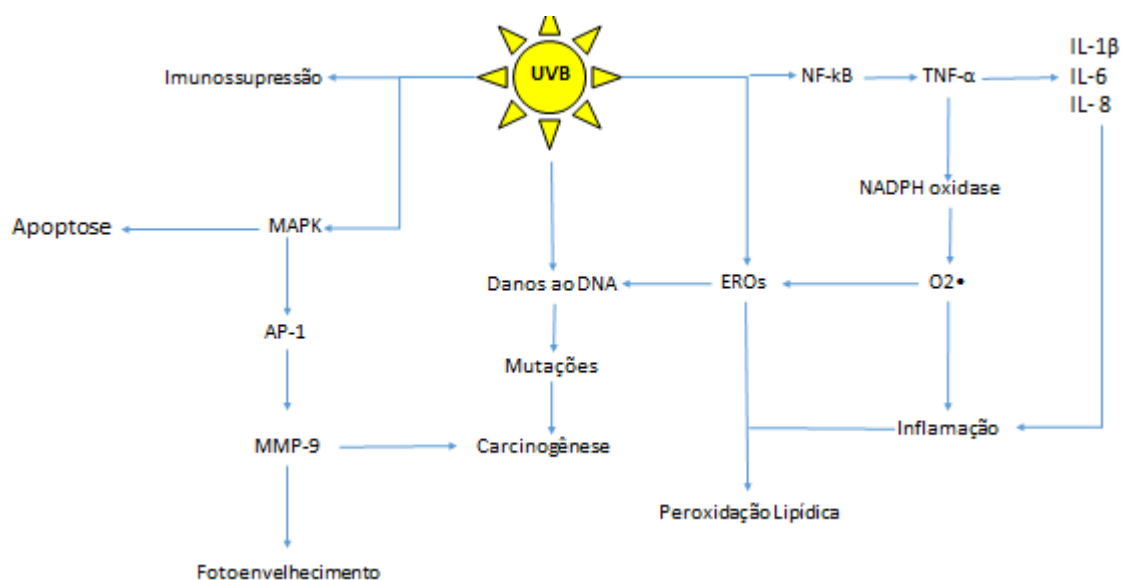 UVB
IL-1β
Imunossupressão
NF-kB
TNF-α
IL-6
IL- 8
NADPH oxidase
Apoptose
MAPK
Danos ao DNA
EROs
O2•
AP-1
Mutações
MMP-9
Carcinogênese
Inflamação
Peroxidação Lipídica
Fotoenvelhecimento